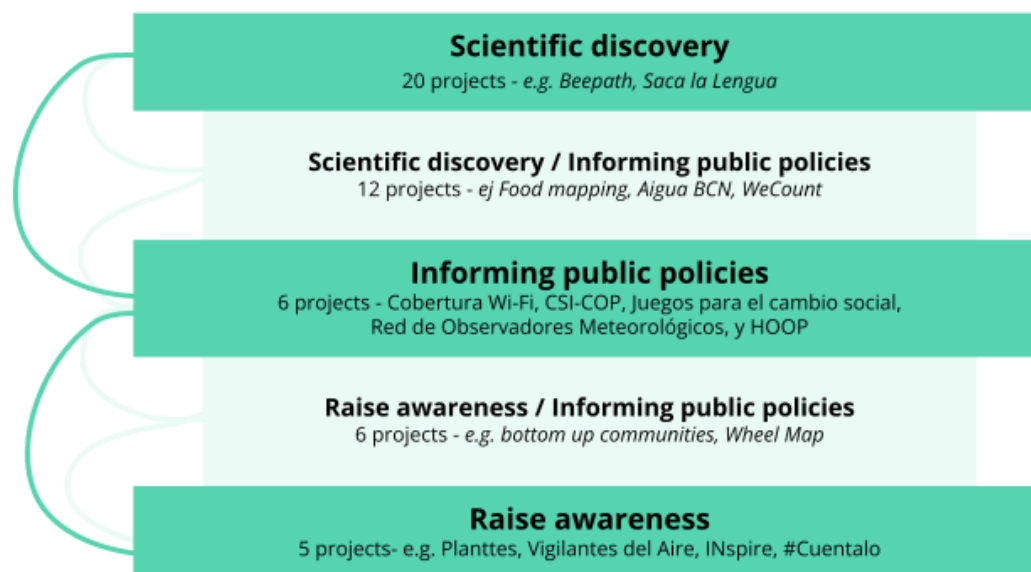 Scientific discovery
20 projects - e.g. Beepath, Saca la Lengua
Scientific discovery / Informing public policies
12 projects - ej Food mapping, Aigua BCN, WeCount
Informing public policies
6 projects - Cobertura Wi-Fi, CSI-COP, Juegos para el cambio social,
Red de Observadores Meteorológicos, y HOOP
Raise awareness / Informing public policies
6 projects - e.g. bottom up communities, Wheel Map
Raise awareness
5 projects- e.g. Planttes, Vigilantes del Aire, INspire, #Cuentalo